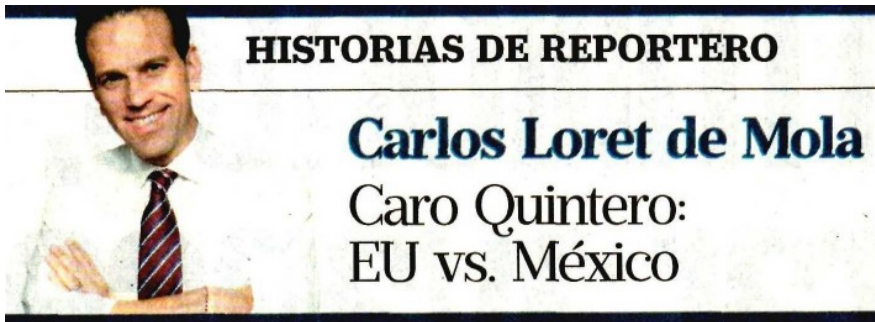 HISTORIAS DE REPORTERO
Carlos Loret de Mola
Caro Quintero:
EU vs. México